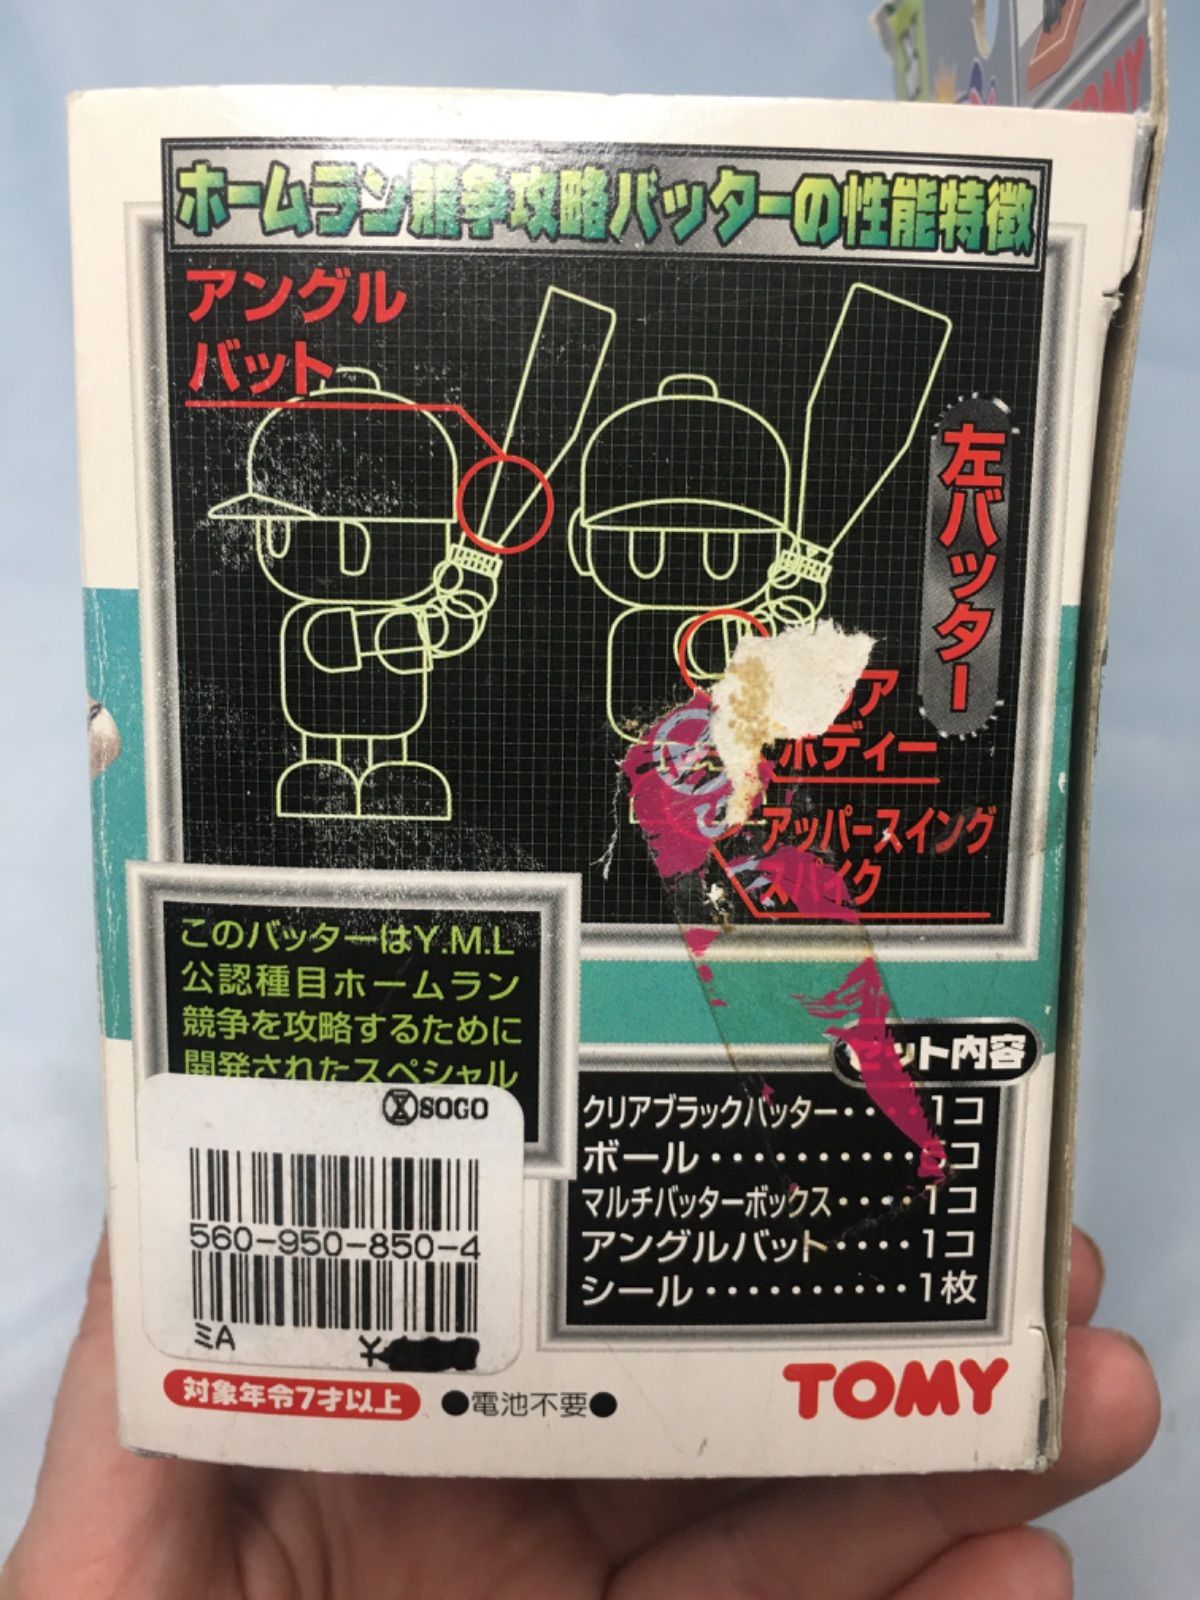 TOMY
ホームラン競争攻略バッターの性能特徴
アングル
バット
左バッター
ア
ボディー
アッパースイング
スパイク
このバッターはY.M.L
公認種目ホームラン
競争を攻略するために
開発されたスペシャル
SOGO
560-950-850-4
ミA
¥
セット内容
クリアブラックバッター・・・・1コ
ボール・・・・・・・・・・コ
マルチバッターボックス・・・・1コ
アングルバット・・・・1コ
シール・・・・・・・・・・1枚
対象年令7才以上
●電池不要●
TOMY